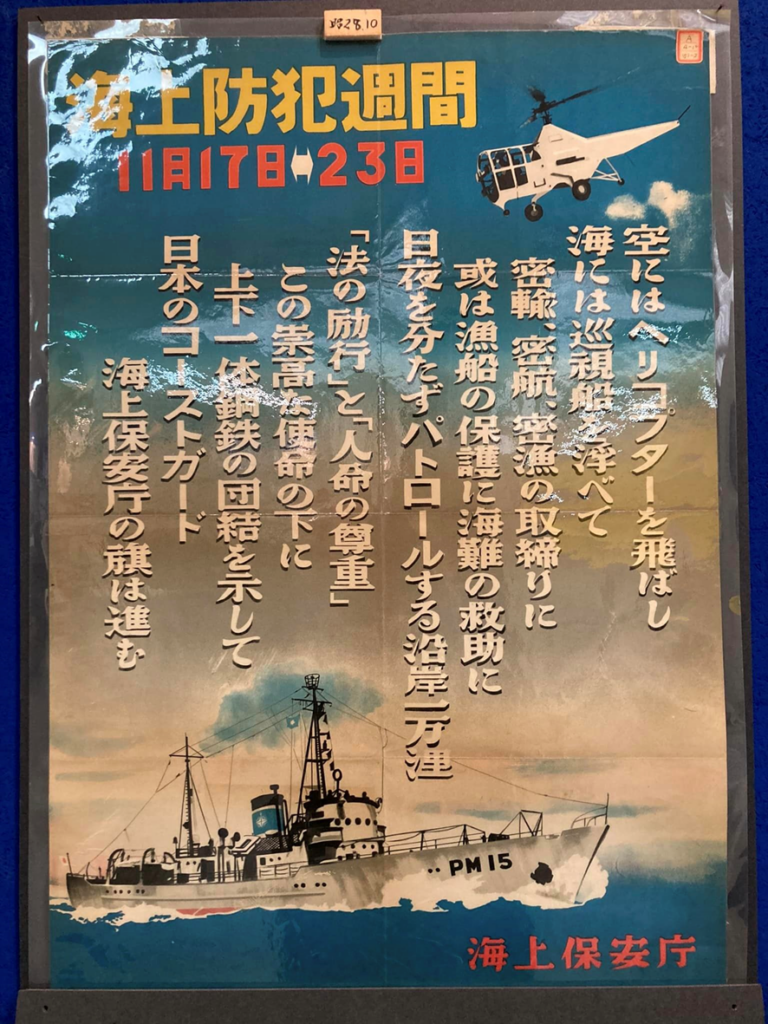 昭28.10
海上防犯週間
11月17日 23日
空にはヘリコプターを飛ばし
海には巡視船を浮べて
密輸、密航、密漁の取締りに
或は漁船の保護に海難の救助に
日夜を分たずパトロールする沿岸一万浬
「法の励行」と「人命の尊重」
この崇高な使命の下に
上下一体鋼鉄の団結を示して
日本のコーストガード
海上保安庁の旗は進む
PM 15
海上保安庁